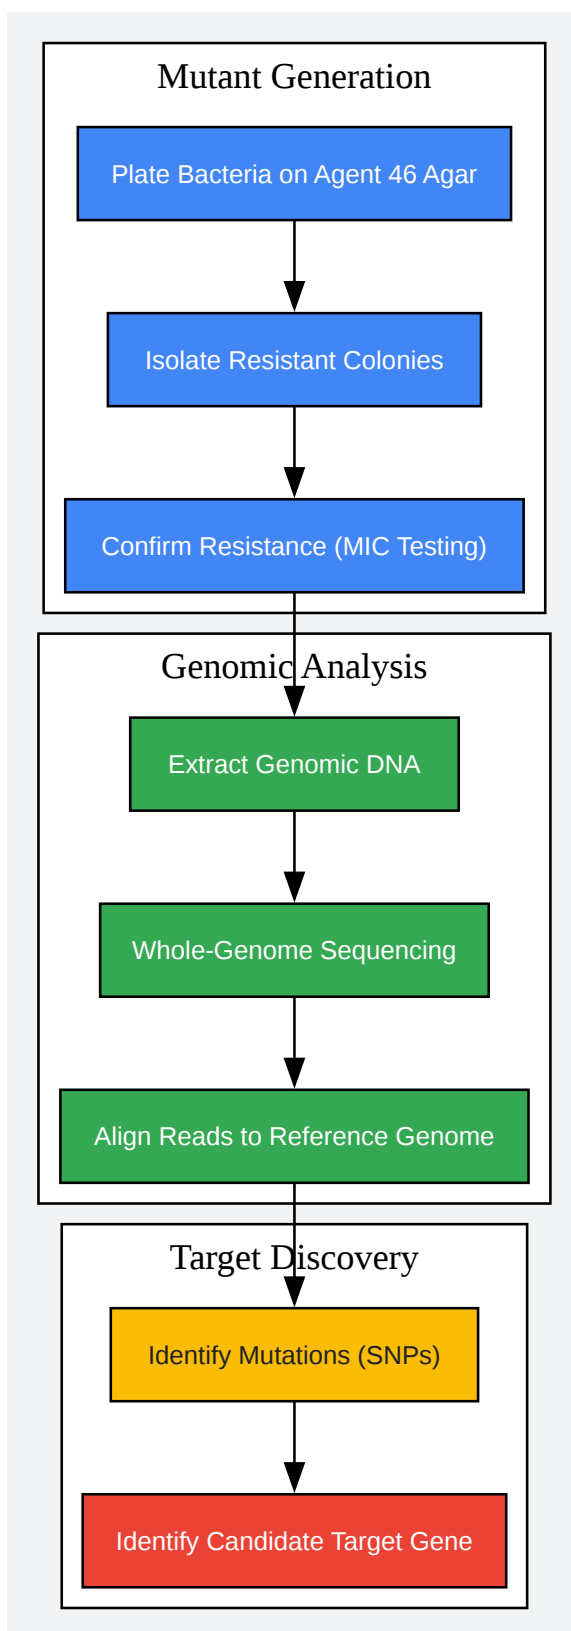 Mutant Generation
Plate Bacteria on Agent 46 Agar
Isolate Resistant Colonies
Confirm Resistance (MIC Testing)
Genomic Analysis
Extract Genomic DNA
Whole-Genome Sequencing
Align Reads to Reference Genome
Target Discovery
Identify Mutations (SNPs)
Identify Candidate Target Gene